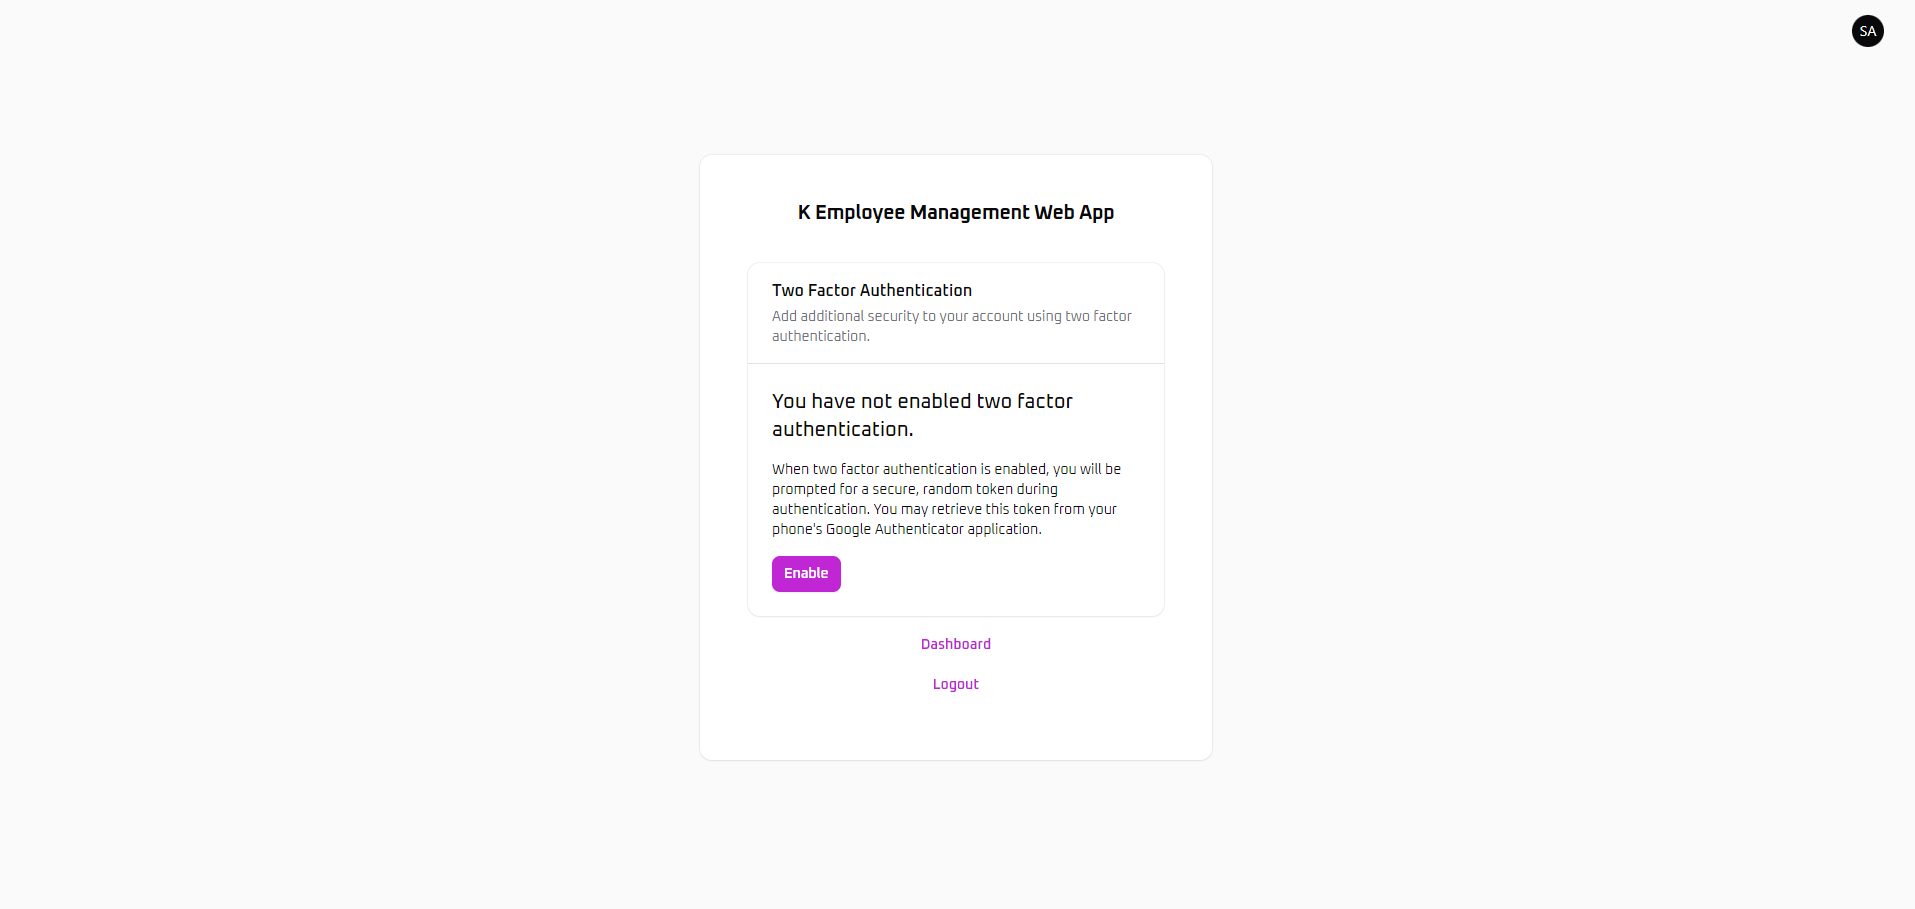 SA
K Employee Management Web App
Two Factor Authentication
Add additional security to your account using two factor
authentication.
You have not enabled two factor
authentication.
When two factor authentication is enabled, you will be
prompted for a secure, random token during
authentication. You may retrieve this token from your
phone's Google Authenticator application.
Enable
Dashboard
Logout